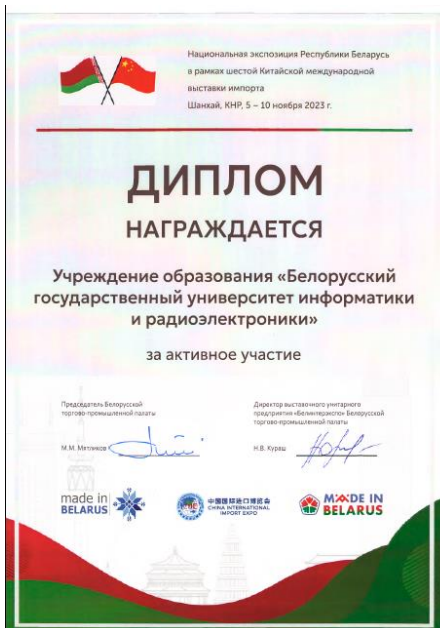 Национальная экспозиция Республики Беларусь
в рамках шестой Китайской международной
выставки импорта
Шанхай, КНР, 5 – 10 ноября 2023 г.
ДИПЛОМ
НАГРАЖДАЕТСЯ
Учреждение образования «Белорусский
государственный университет информатики
и радиоэлектроники»
за активное участие
Председатель Белорусской
торгово-промышленной палаты
М.М. Мятликов
Директор выставочного унитарного
предприятия «Белинтерэкспо» Белорусской
торгово-промышленной палаты
Н.В. Кураш
made in
BELARUS
中国国际进口博览会
CHINA INTERNATIONAL
IMPORT EXPO
MADE IN
BELARUS